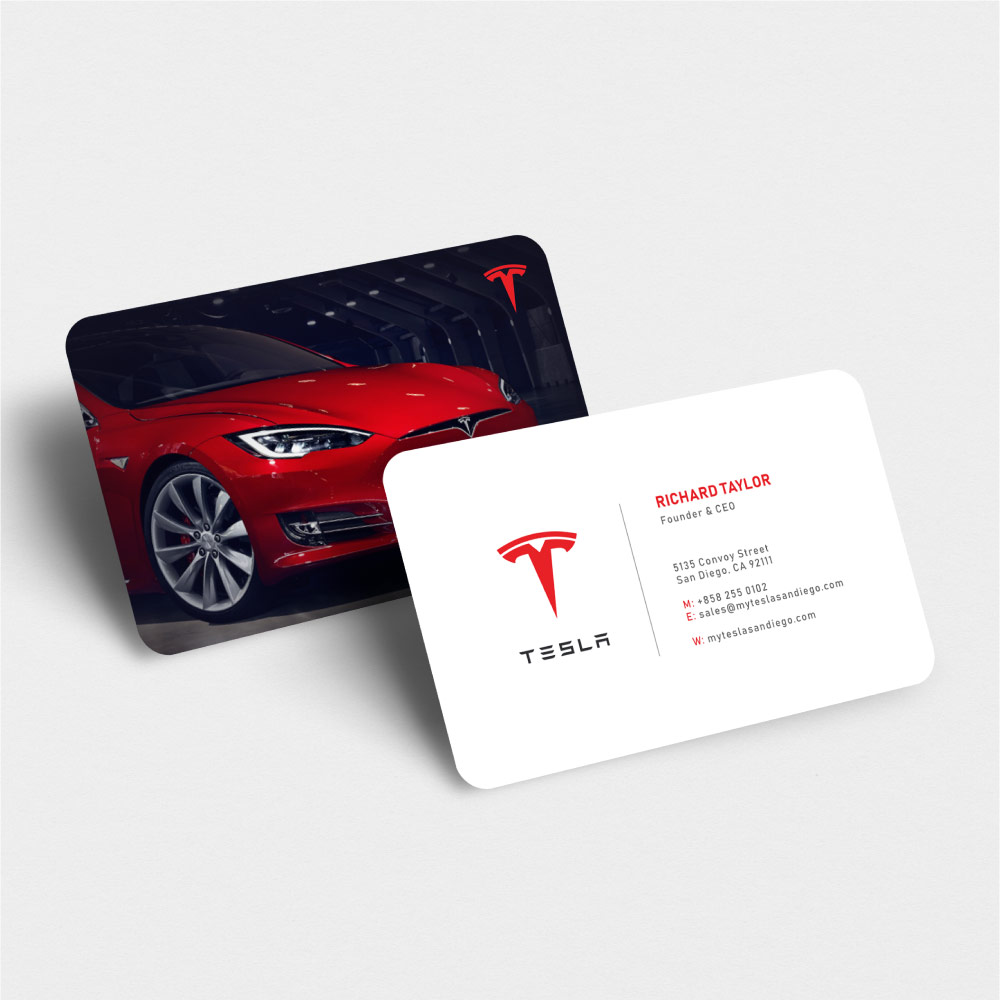 TESLA
RICHARD TAYLOR
Founder & CEO
5135 Convoy Street
San Diego, CA 92111
M: +858 255 0102
E: sales@myteslasandiego.com
W: myteslasandiego.com